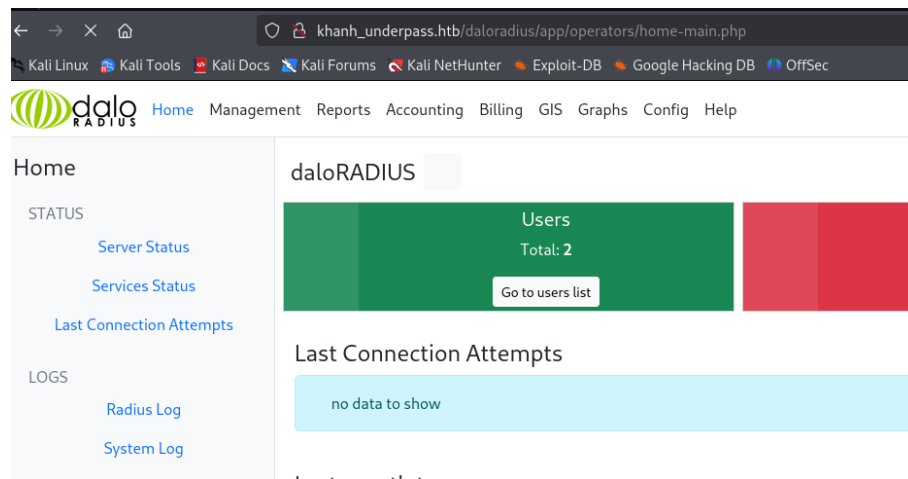 khanh_underpass.htb/daloradius/app/operators/home-main.php
Kali Linux Kali Tools Kali Docs Kali Forums Kali NetHunter Exploit-DB Google Hacking DB OffSec
dalo RADIUS Home Management Reports Accounting Billing GIS Graphs Config Help
Home
STATUS
Server Status
Services Status
Last Connection Attempts
LOGS
Radius Log
System Log
daloRADIUS
Users
Total: 2
Go to users list
Last Connection Attempts
no data to show